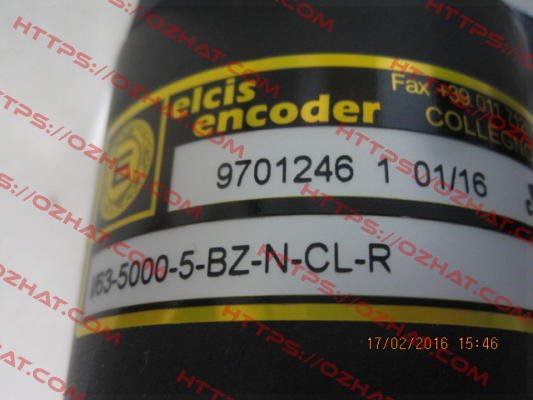 elcis
encoder
Fax +39 011
COLLEGNO
9701246 1 01/16
I/63-5000-5-BZ-N-CL-R
17/02/2016 15:46
HTTPS://OZHAT.COM